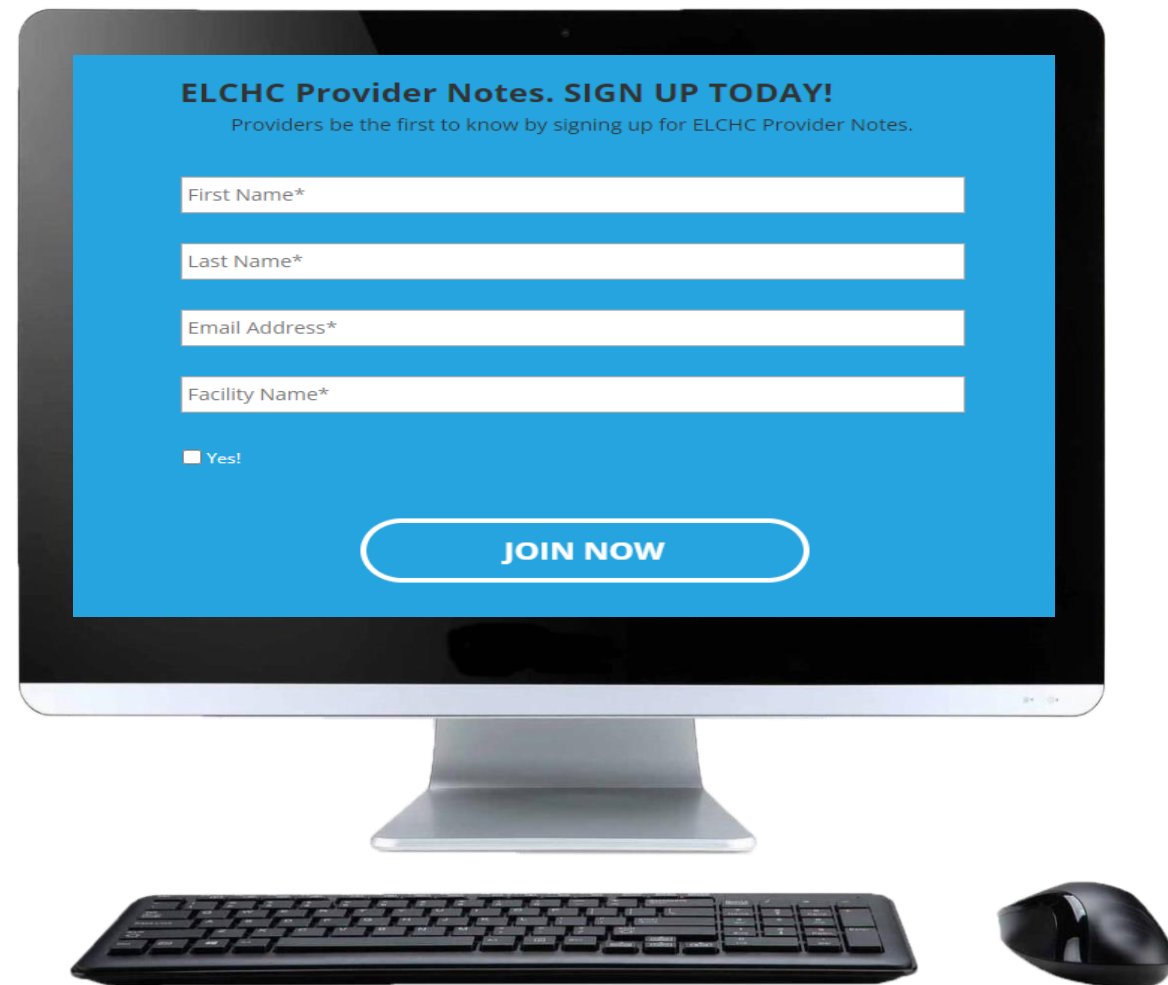 ELCHC Provider Notes. SIGN UP TODAY!
Providers be the first to know by signing up for ELCHC Provider Notes.
First Name*
Last Name*
Email Address*
Facility Name*
Yes!
JOIN NOW